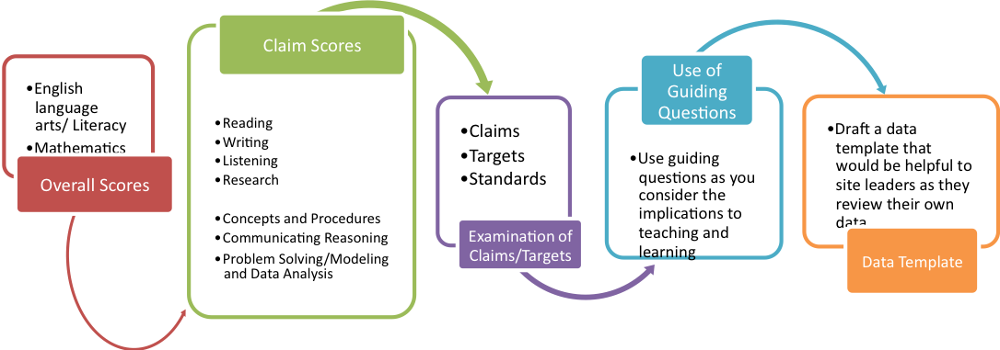 •English
language
arts/ Literacy
•Mathematics
Overall Scores
Claim Scores
•Reading
•Writing
•Listening
•Research
•Concepts and Procedures
•Communicating Reasoning
•Problem Solving/Modeling
and Data Analysis
•Claims
•Targets
•Standards
Examination of
Claims/Targets
Use of
Guiding
Questions
•Use guiding
questions as you
consider the
implications to
teaching and
learning
•Draft a data
template that
would be helpful to
site leaders as they
review their own
data
Data Template